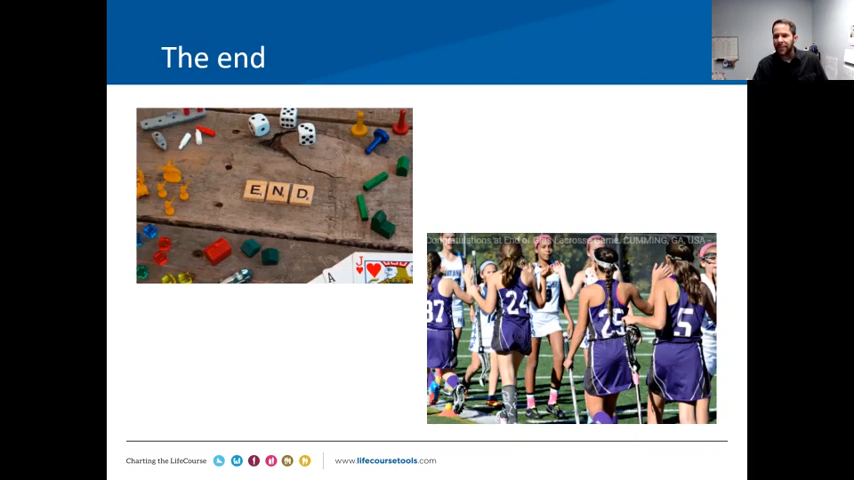 The end
END
A
J
Congratulations at End of Girls Lacrosse Game, CUMMING, GA, USA -
37
24
25
5
Charting the LifeCourse
www.lifecoursetools.com